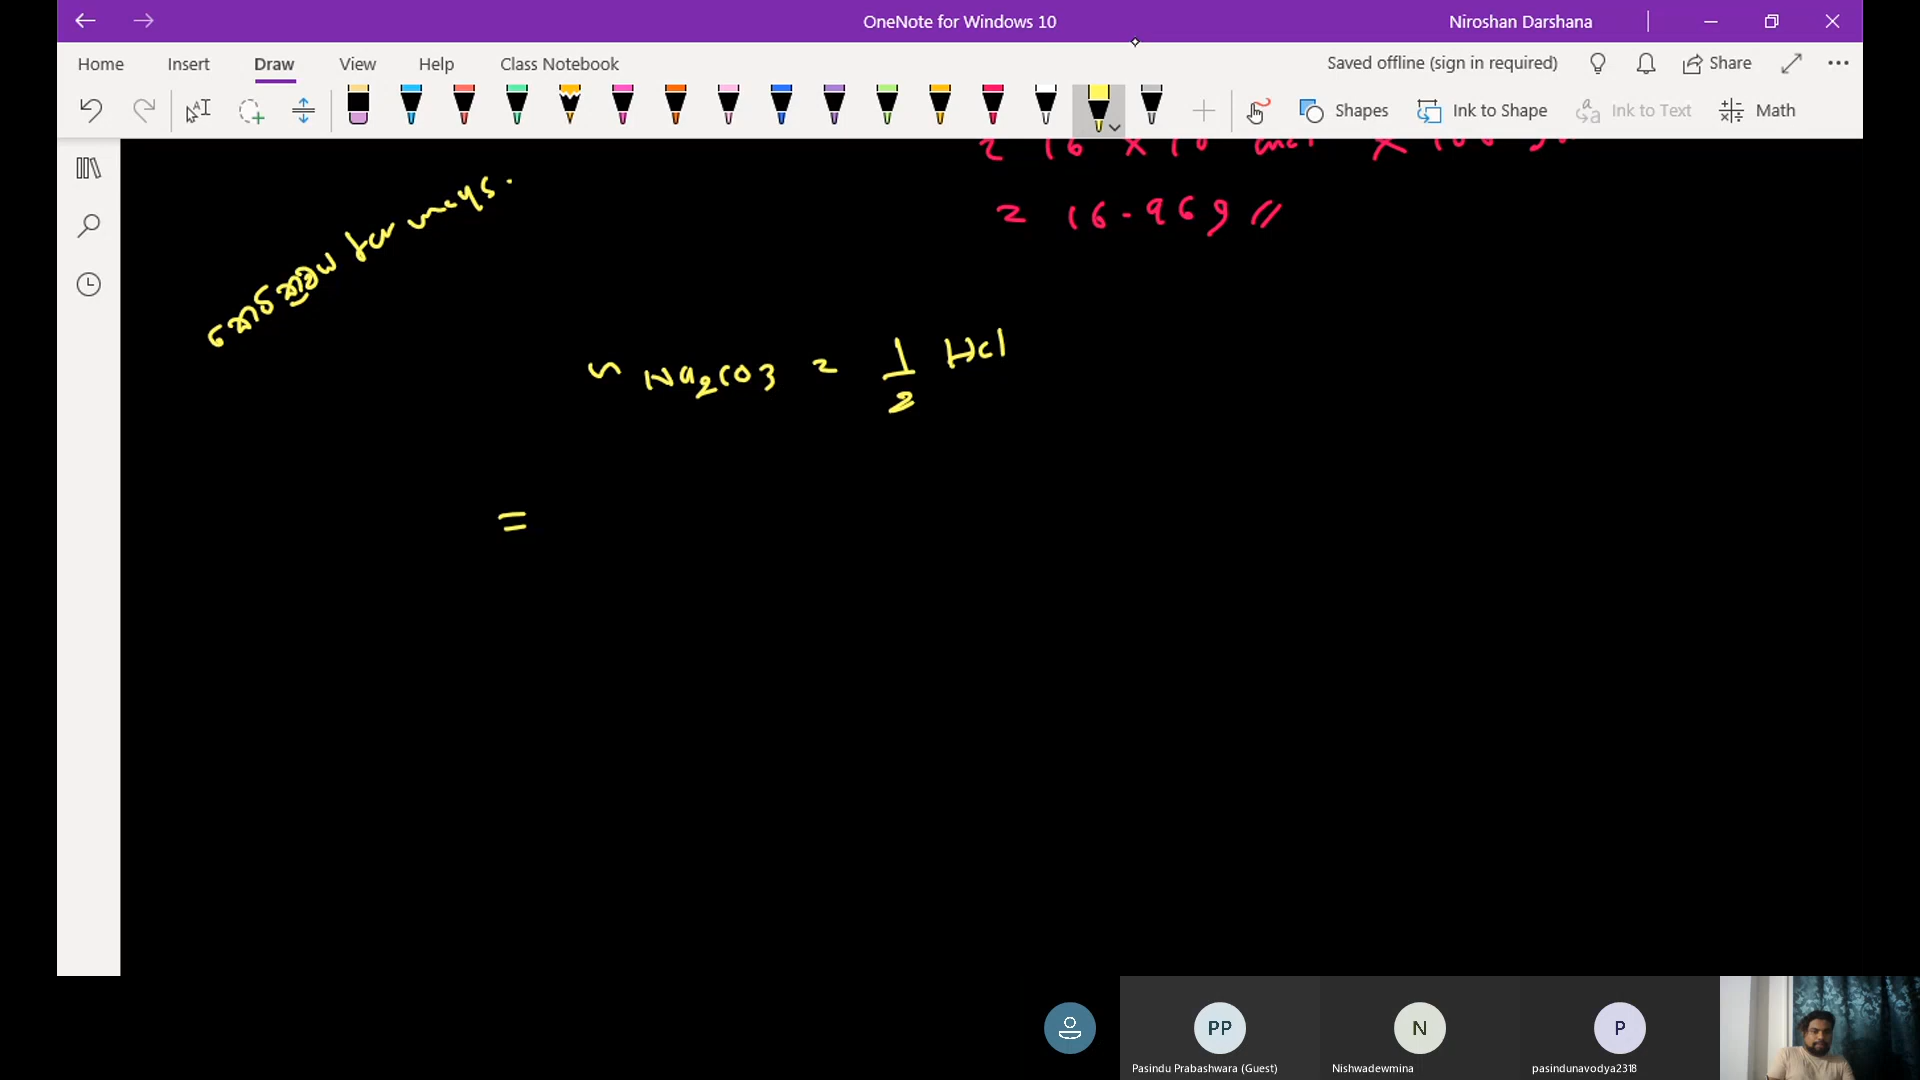 OneNote for Windows 10
Niroshan Darshana
Home Insert Draw View Help Class Notebook
Saved offline (sign in required) Share
Shapes Ink to Shape Ink to Text Math
= 16.96g //
n Na2CO3 = 1/2 HCl
=
PP N P
Pasindu Prabashwara (Guest) Nishwadewmina pasindunavodya2318